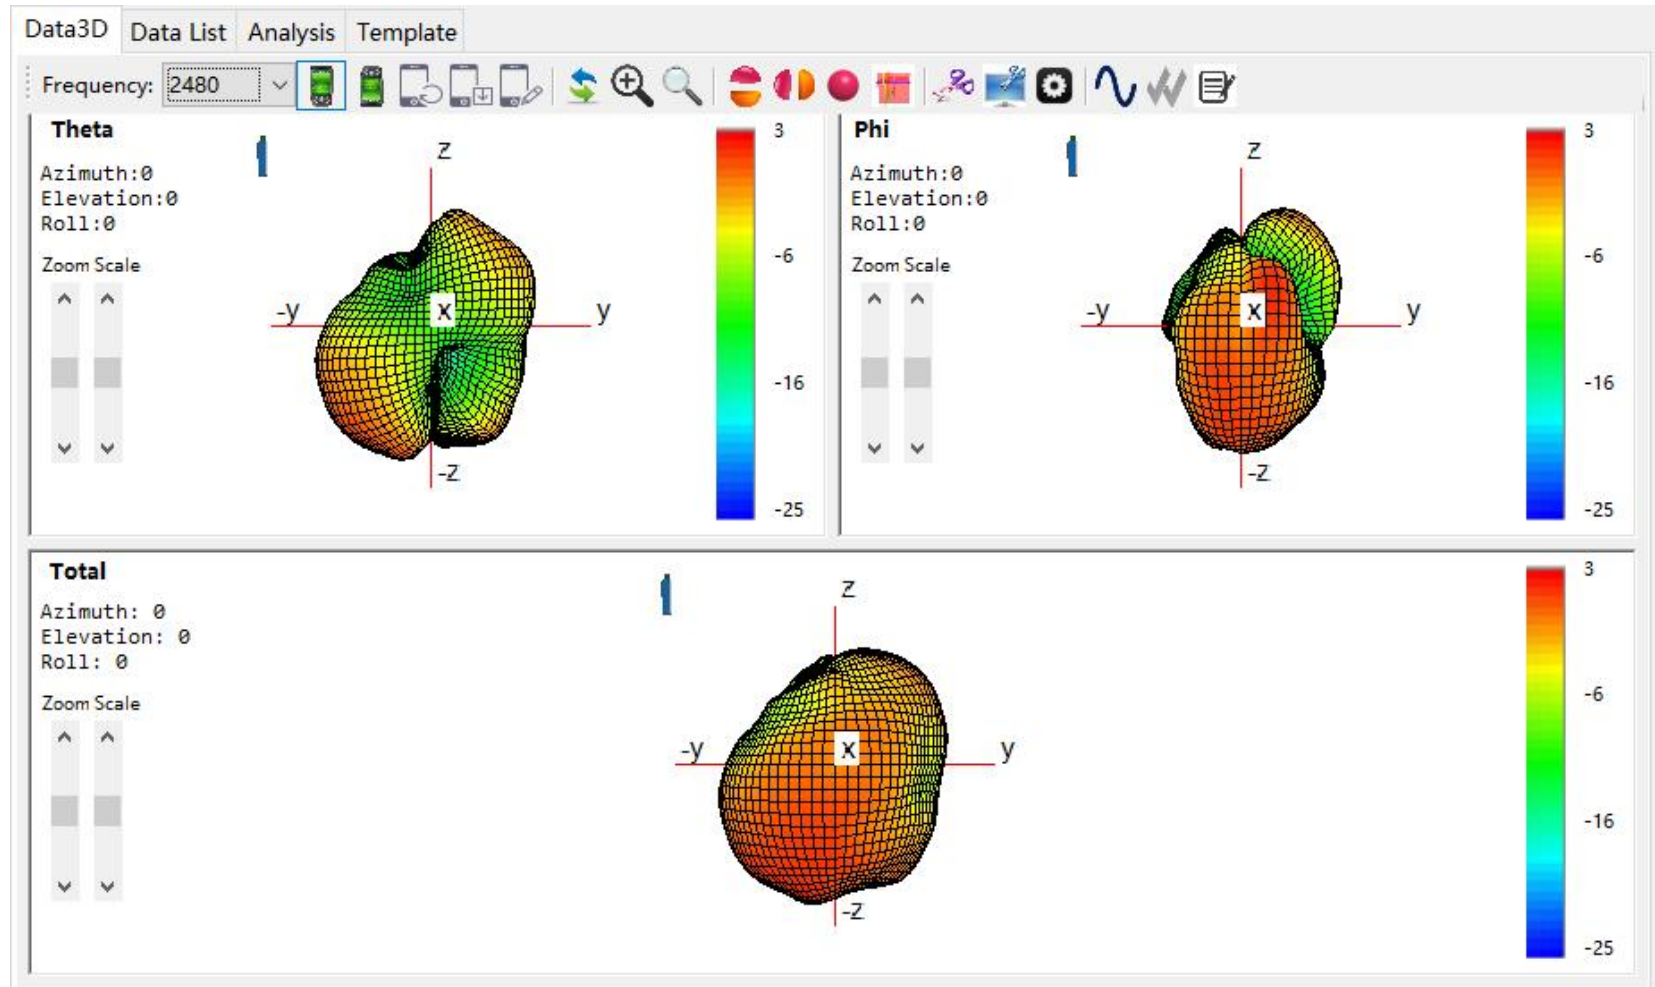 Data3D Data List Analysis Template
Frequency: 2480
Theta
Azimuth:0
Elevation:0
Roll:0
Zoom Scale
z
-y
x
y
-z
3
-6
-16
-25
Phi
Azimuth:0
Elevation:0
Roll:0
Zoom Scale
z
-y
x
y
-z
3
-6
-16
-25
Total
Azimuth: 0
Elevation: 0
Roll: 0
Zoom Scale
z
-y
x
y
-z
3
-6
-16
-25